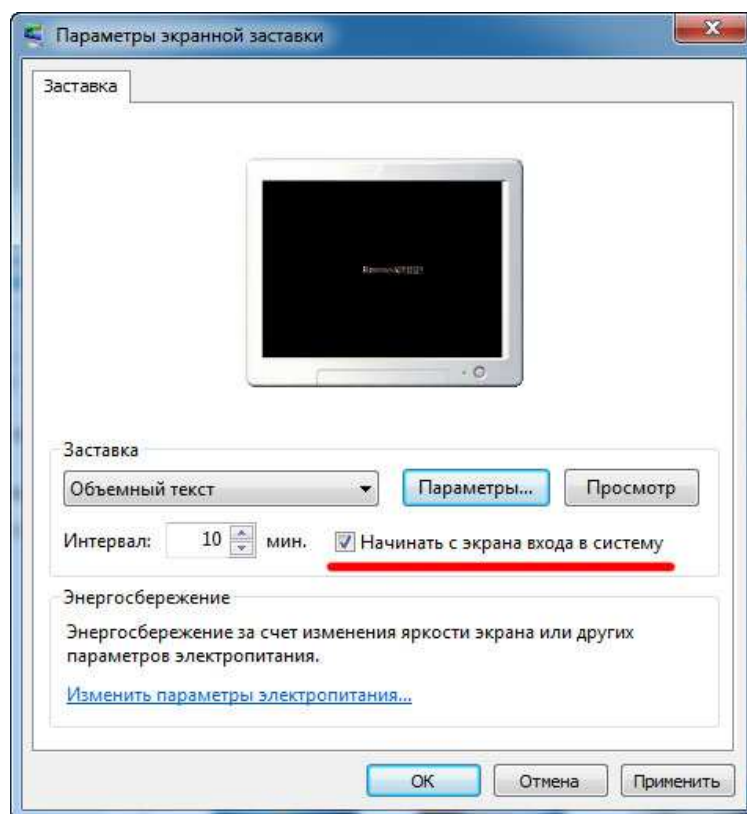 Параметры экранной заставки
Заставка
Заставка
Объемный текст
Параметры...
Просмотр
Интервал: 10 мин. Начинать с экрана входа в систему
Энергосбережение
Энергосбережение за счет изменения яркости экрана или других
параметров электропитания.
Изменить параметры электропитания...
ОК
Отмена
Применить